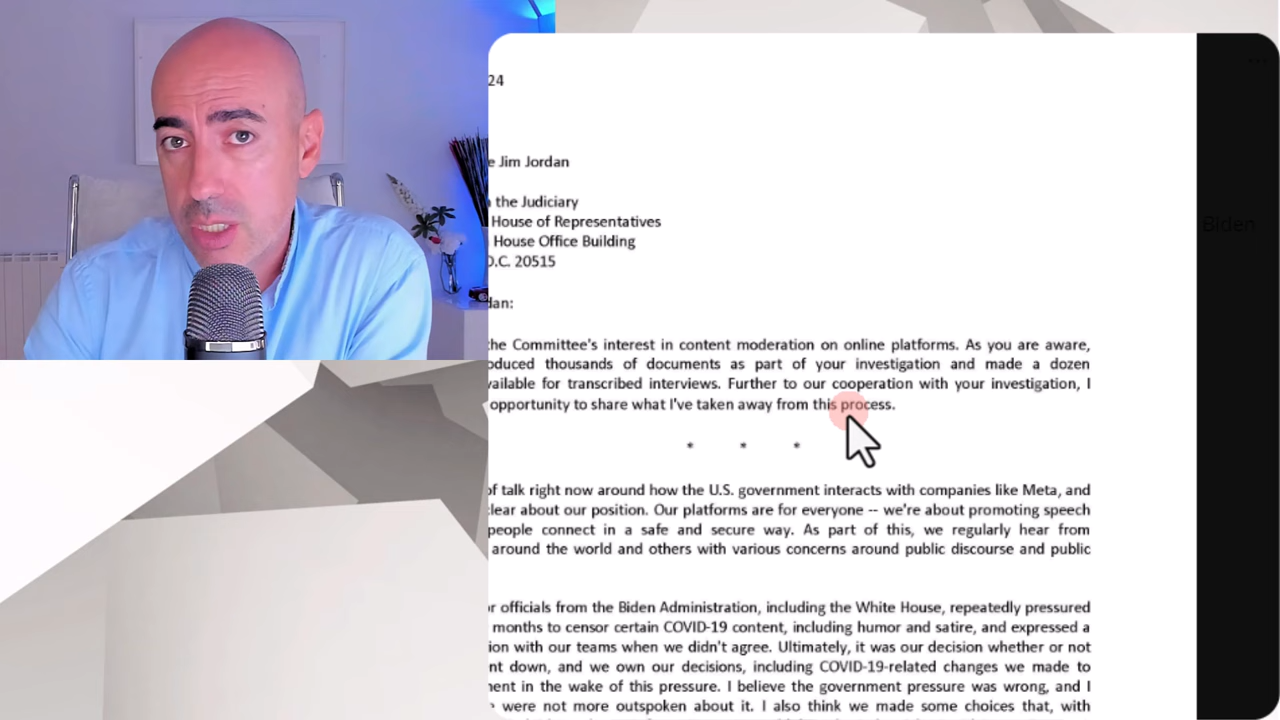 24
e Jim Jordan
the Judiciary
House of Representatives
House Office Building
D.C. 20515
dan:
he Committee's interest in content moderation on online platforms. As you are aware,
oduced thousands of documents as part of your investigation and made a dozen
vailable for transcribed interviews. Further to our cooperation with your investigation, I
opportunity to share what I've taken away from this process.
* * *
of talk right now around how the U.S. government interacts with companies like Meta, and
lear about our position. Our platforms are for everyone -- we're about promoting speech
people connect in a safe and secure way. As part of this, we regularly hear from
around the world and others with various concerns around public discourse and public
or officials from the Biden Administration, including the White House, repeatedly pressured
months to censor certain COVID-19 content, including humor and satire, and expressed a
ion with our teams when we didn't agree. Ultimately, it was our decision whether or not
nt down, and we own our decisions, including COVID-19-related changes we made to
ent in the wake of this pressure. I believe the government pressure was wrong, and I
were not more outspoken about it. I also think we made some choices that, with
Biden